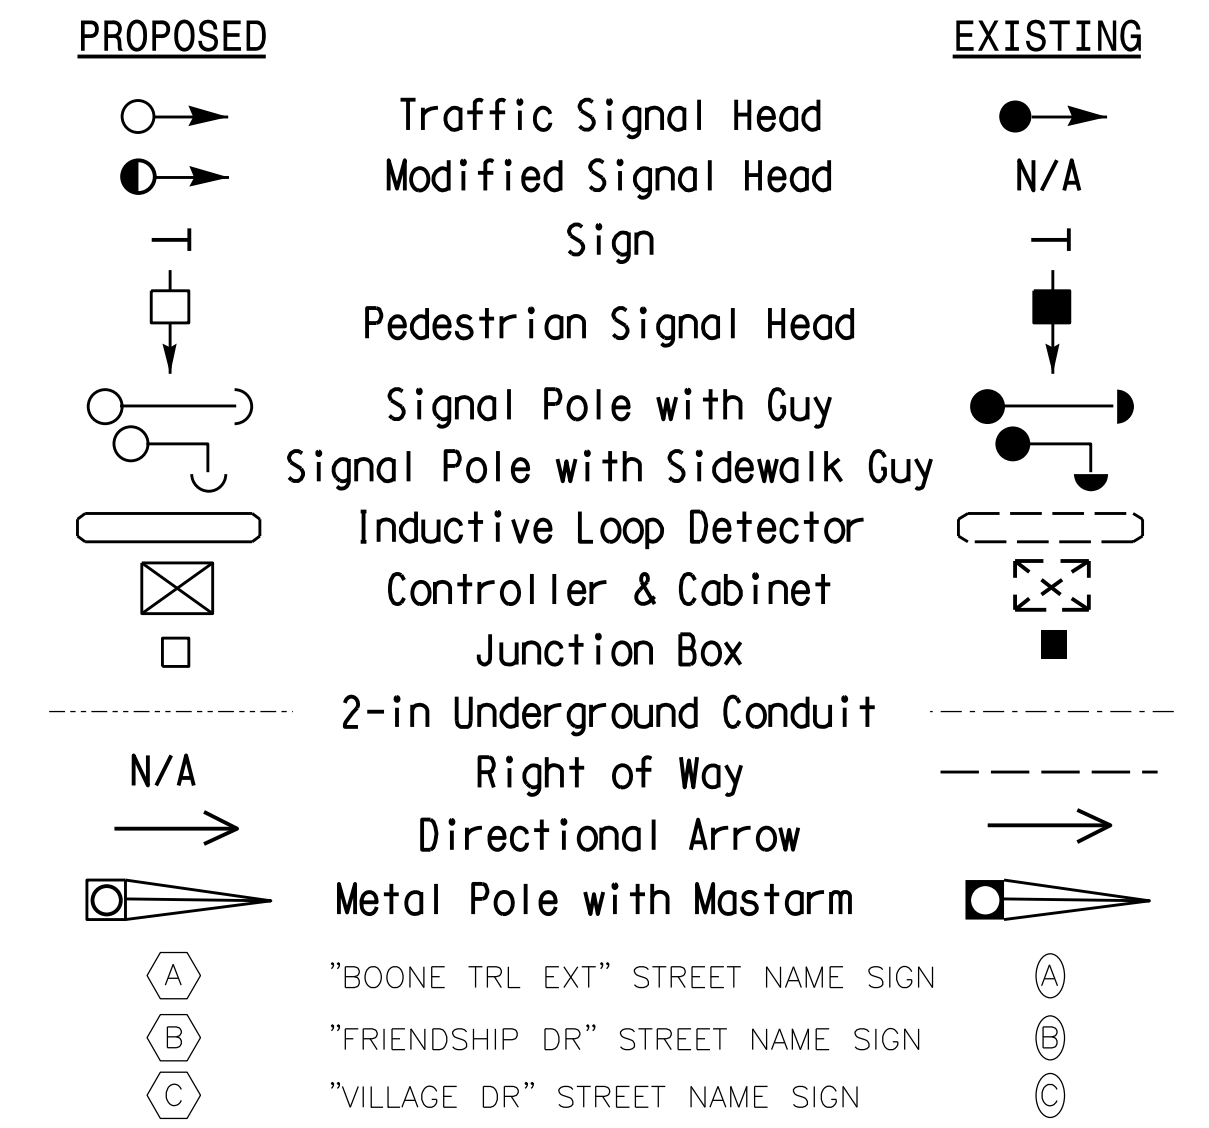 PROPOSED EXISTING
Traffic Signal Head
Modified Signal Head N/A
Sign
Pedestrian Signal Head
Signal Pole with Guy
Signal Pole with Sidewalk Guy
Inductive Loop Detector
Controller & Cabinet
Junction Box
2-in Underground Conduit
N/A Right of Way
Directional Arrow
Metal Pole with Mastarm
A "BOONE TRL EXT" STREET NAME SIGN A
B "FRIENDSHIP DR" STREET NAME SIGN B
C "VILLAGE DR" STREET NAME SIGN C